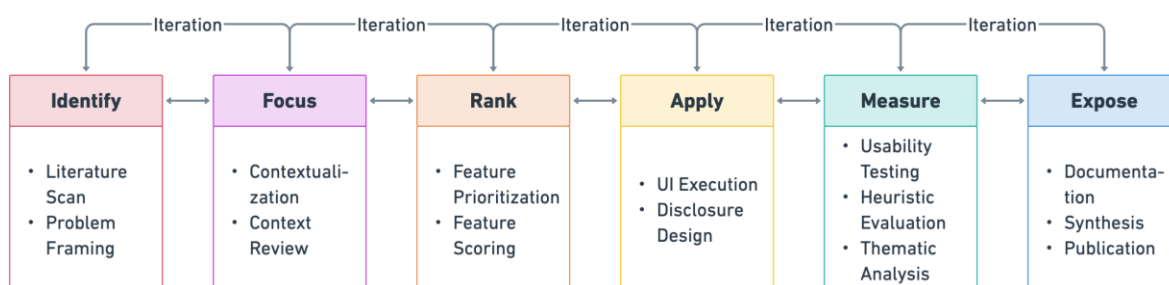 Iteration Iteration Iteration Iteration Iteration
Identify Focus Rank Apply Measure Expose
• Literature
Scan
• Problem
Framing
• Contextuali-
zation
• Context
Review
• Feature
Prioritization
• Feature
Scoring
• UI Execution
• Disclosure
Design
• Usability
Testing
• Heuristic
Evaluation
• Thematic
Analysis
• Documenta-
tion
• Synthesis
• Publication